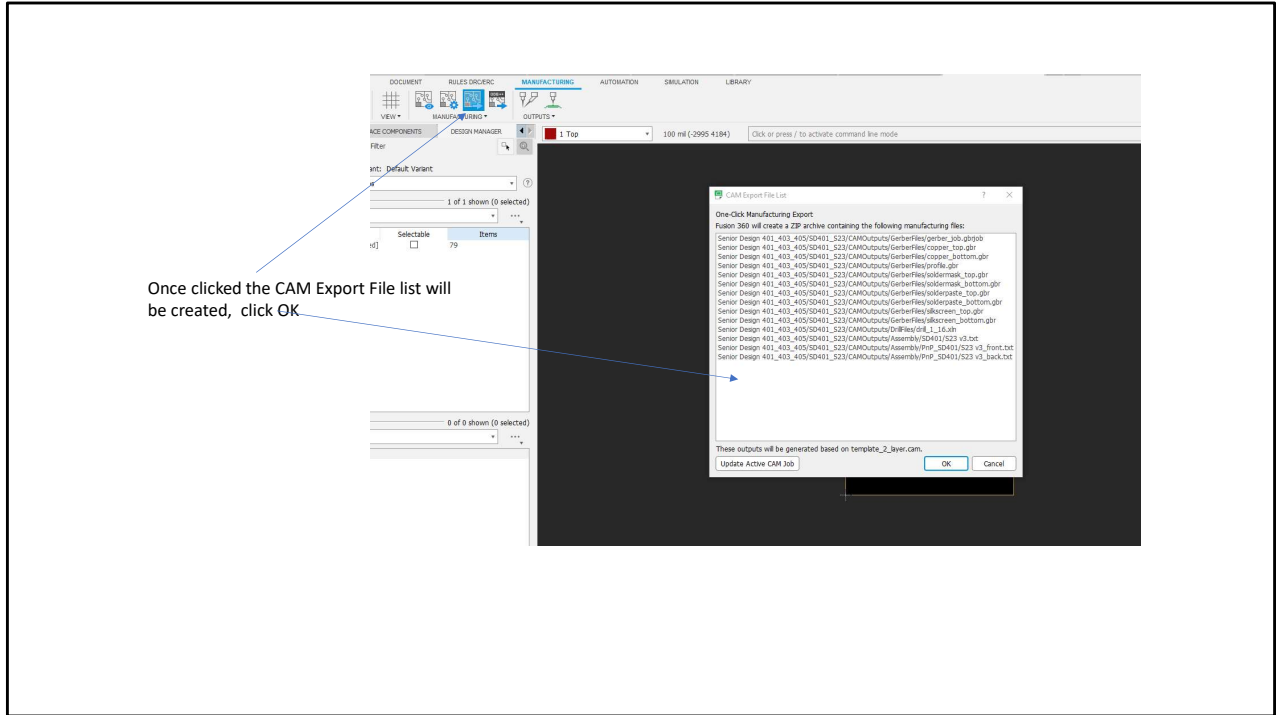 DOCUMENT RULES DRC/ERC MANUFACTURING AUTOMATION SIMULATION LIBRARY
VIEW MANUFACTURING OUTPUTS
ACE COMPONENTS DESIGN MANAGER 1 Top 100 mil (-2995 4184) Click or press / to activate command line mode
Filter
ant: Default Variant
1 of 1 shown (0 selected)
Selectable Items
ed] 79
Once clicked the CAM Export File list will
be created, click OK
0 of 0 shown (0 selected)
CAM Export File List
One-Click Manufacturing Export
Fusion 360 will create a ZIP archive containing the following manufacturing files:
Senior Design 401_403_405/SD401_S23/CAMOutputs/GerberFiles/gerber_job.gbrjob
Senior Design 401_403_405/SD401_S23/CAMOutputs/GerberFiles/copper_top.gbr
Senior Design 401_403_405/SD401_S23/CAMOutputs/GerberFiles/copper_bottom.gbr
Senior Design 401_403_405/SD401_S23/CAMOutputs/GerberFiles/profile.gbr
Senior Design 401_403_405/SD401_S23/CAMOutputs/GerberFiles/soldermask_top.gbr
Senior Design 401_403_405/SD401_S23/CAMOutputs/GerberFiles/soldermask_bottom.gbr
Senior Design 401_403_405/SD401_S23/CAMOutputs/GerberFiles/solderpaste_top.gbr
Senior Design 401_403_405/SD401_S23/CAMOutputs/GerberFiles/solderpaste_bottom.gbr
Senior Design 401_403_405/SD401_S23/CAMOutputs/GerberFiles/silkscreen_top.gbr
Senior Design 401_403_405/SD401_S23/CAMOutputs/GerberFiles/silkscreen_bottom.gbr
Senior Design 401_403_405/SD401_S23/CAMOutputs/DrillFiles/drill_1_16.xln
Senior Design 401_403_405/SD401_S23/CAMOutputs/Assembly/SD401/S23 v3.txt
Senior Design 401_403_405/SD401_S23/CAMOutputs/Assembly/PnP_SD401/S23 v3_front.txt
Senior Design 401_403_405/SD401_S23/CAMOutputs/Assembly/PnP_SD401/S23 v3_back.txt
These outputs will be generated based on template_2_layer.cam.
Update Active CAM Job OK Cancel